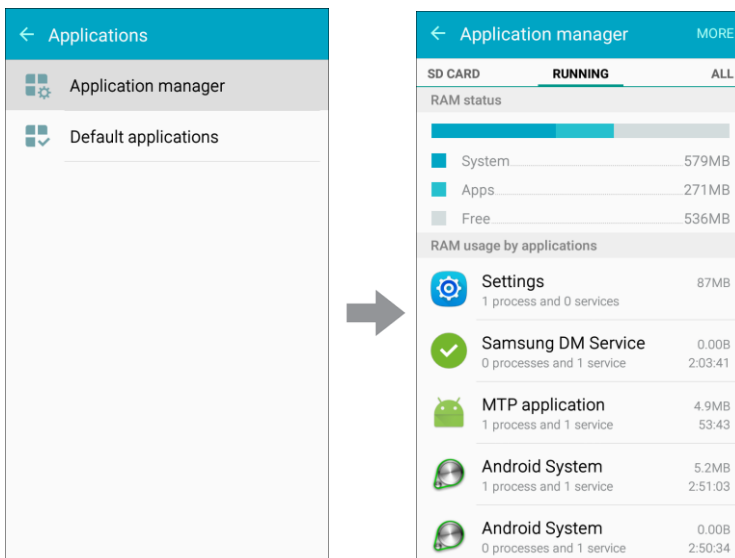 Applications
Application manager
Default applications
Application manager MORE
SD CARD RUNNING ALL
RAM status
System 579MB
Apps 271MB
Free 536MB
RAM usage by applications
Settings 87MB
1 process and 0 services
Samsung DM Service 0.00B
0 processes and 1 service 2:03:41
MTP application 4.9MB
1 process and 1 service 53:43
Android System 5.2MB
1 process and 1 service 2:51:03
Android System 0.00B
0 processes and 1 service 2:50:34